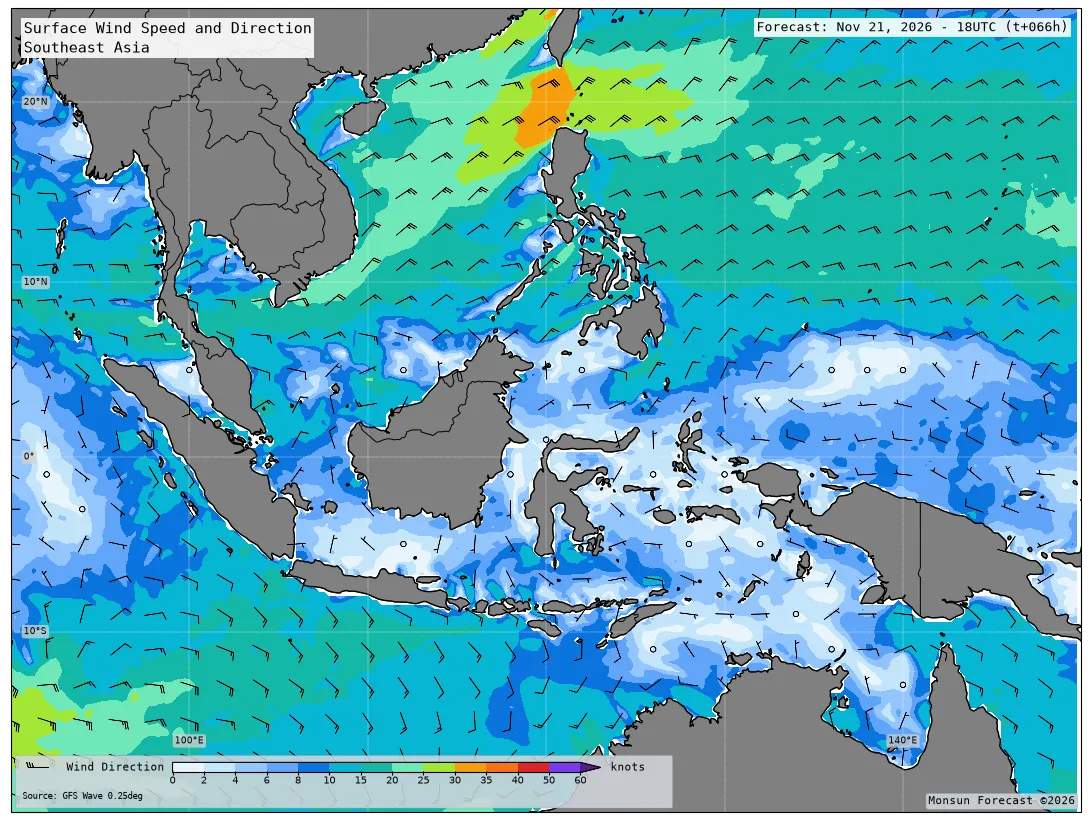 Surface Wind Speed and Direction
Southeast Asia
Forecast: Nov 21, 2026 - 18UTC (t+066h)
20°N
10°N
0°
10°S
100°E
140°E
Wind Direction
0 2 4 6 8 10 15 20 25 30 35 40 50 60
knots
Source: GFS Wave 0.25deg
Monsun Forecast ©2026